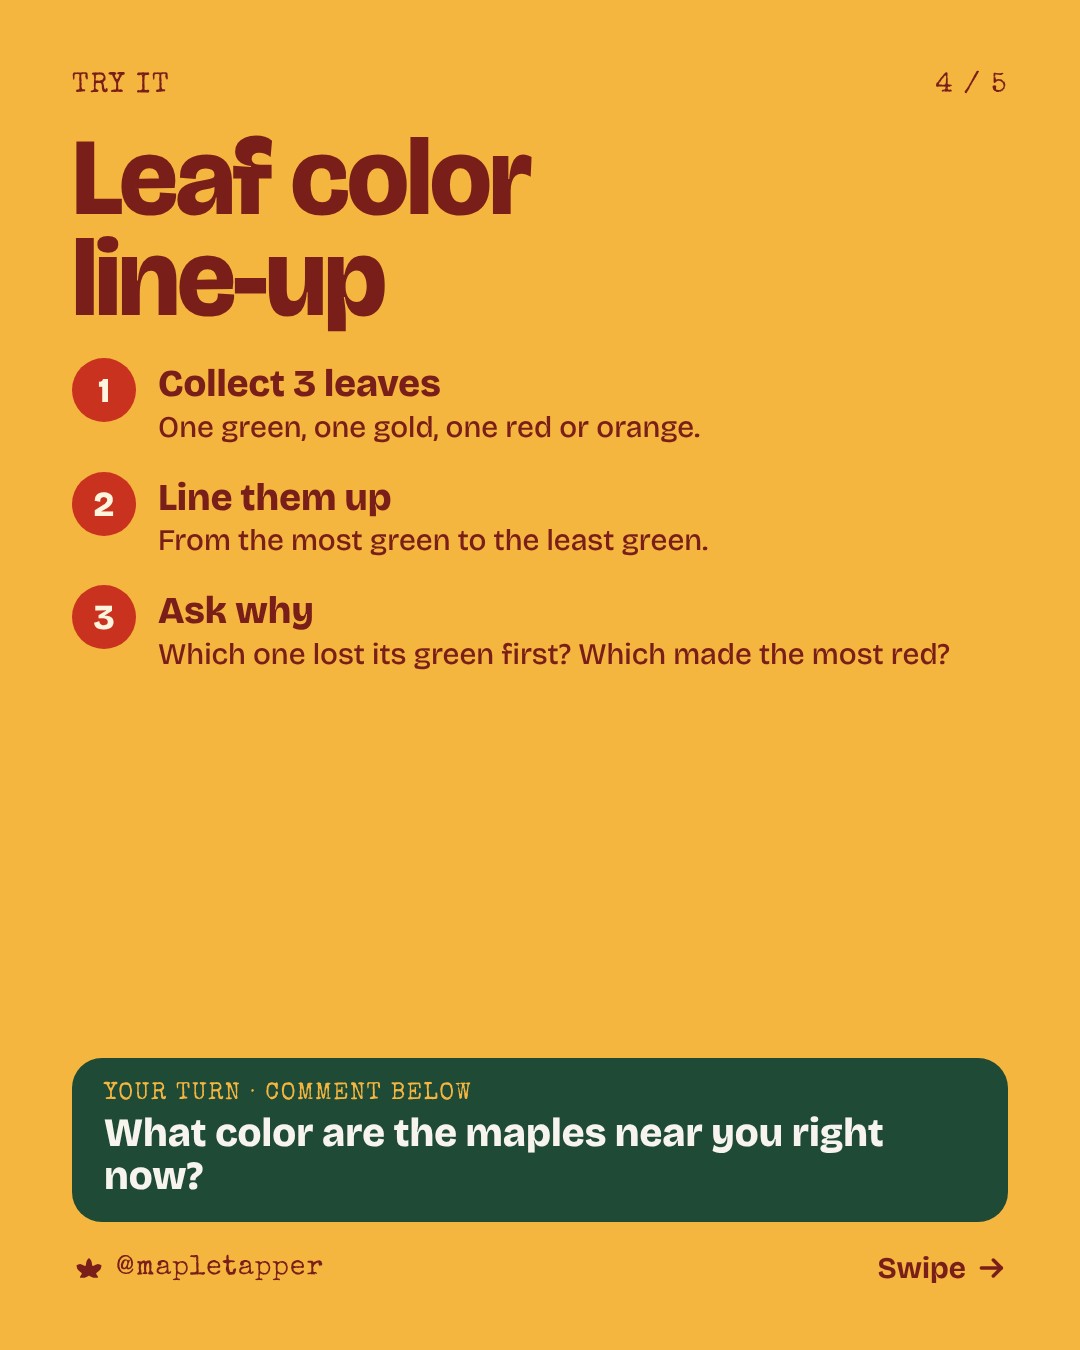 TRY IT
4 / 5
Leaf color
line-up
1
Collect 3 leaves
One green, one gold, one red or orange.
2
Line them up
From the most green to the least green.
3
Ask why
Which one lost its green first? Which made the most red?
YOUR TURN · COMMENT BELOW
What color are the maples near you right
now?
@mapletapper
Swipe →